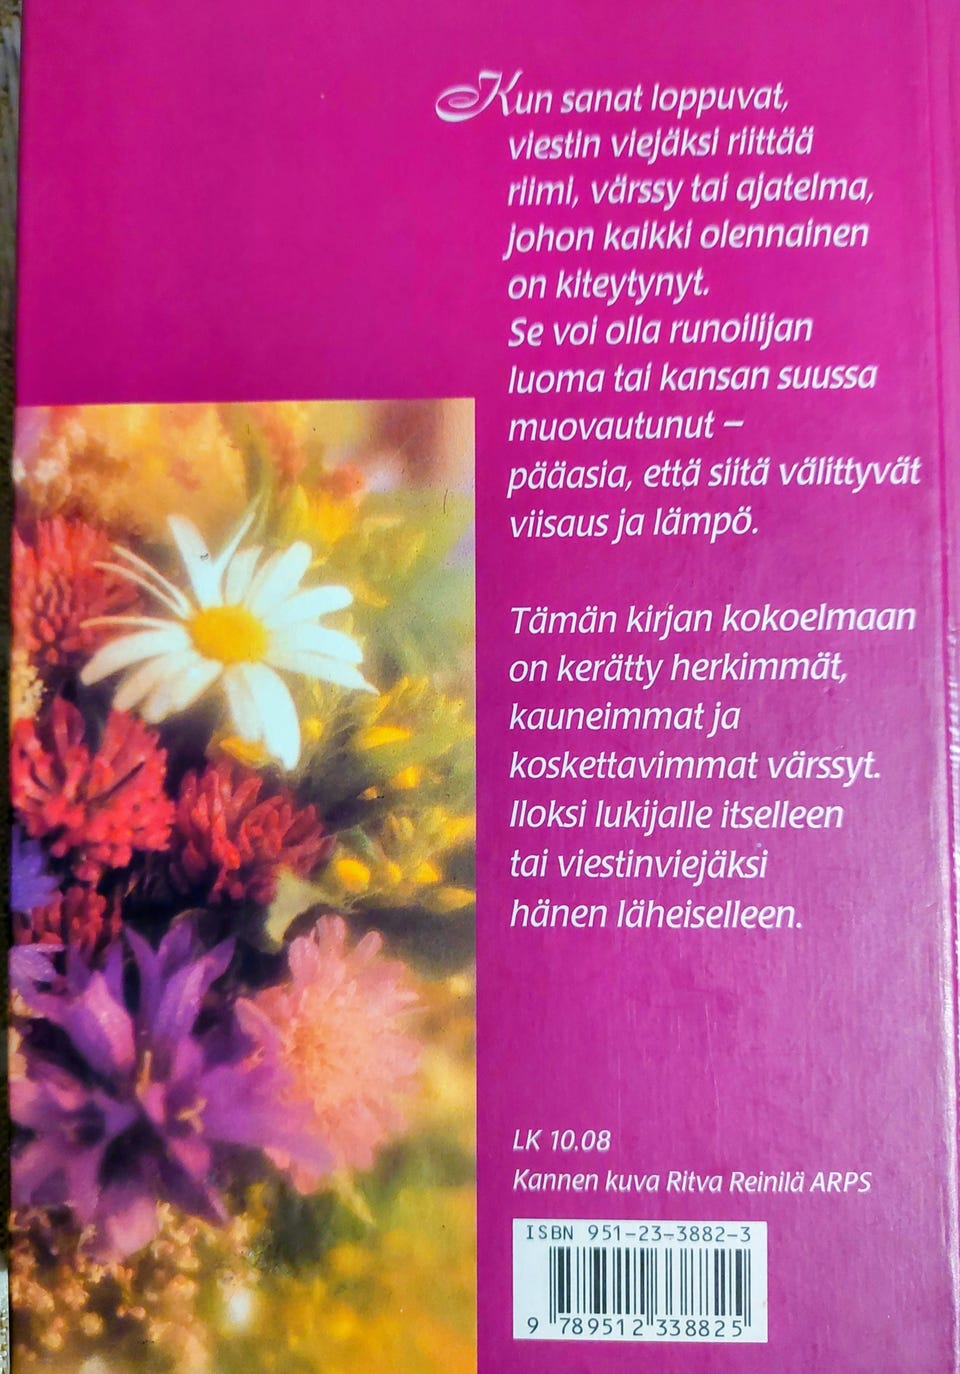 Kun sanat loppuvat,
viestin viejäksi riittää
riimi, värssy tai ajatelma,
johon kaikki olennainen
on kiteytynyt.
Se voi olla runoilijan
luoma tai kansan suussa
muovautunut –
pääasia, että siitä välittyvät
viisaus ja lämpö.
Tämän kirjan kokoelmaan
on kerätty herkimmät,
kauneimmat ja
koskettavimmat värssyt.
Iloksi lukijalle itselleen
tai viestinviejäksi
hänen läheiselleen.
LK 10.08
Kannen kuva Ritva Reinilä ARPS
ISBN 951-23-3882-3
9 789512 338825